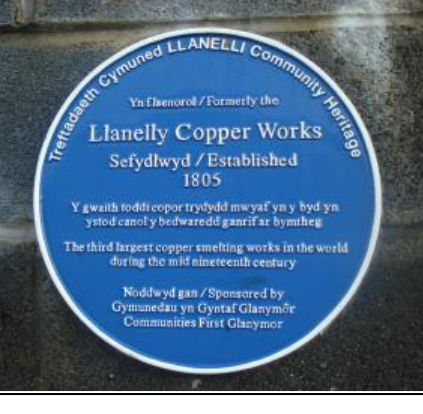 Treftadaeth Cymuned LLANELLI Community Heritage
Yn flaenorol / Formerly the
Llanelly Copper Works
Sefydlwyd / Established
1805
Y gwaith toddi copor trydydd mwyaf yn y byd yn
ystod canol y bedwaredd ganrif ar bymtheg
The third largest copper smelting works in the world
during the mid nineteenth century
Noddwyd gan / Sponsored by
Gymunedau yn Gyntaf Glanymôr
Communities First Glanymor